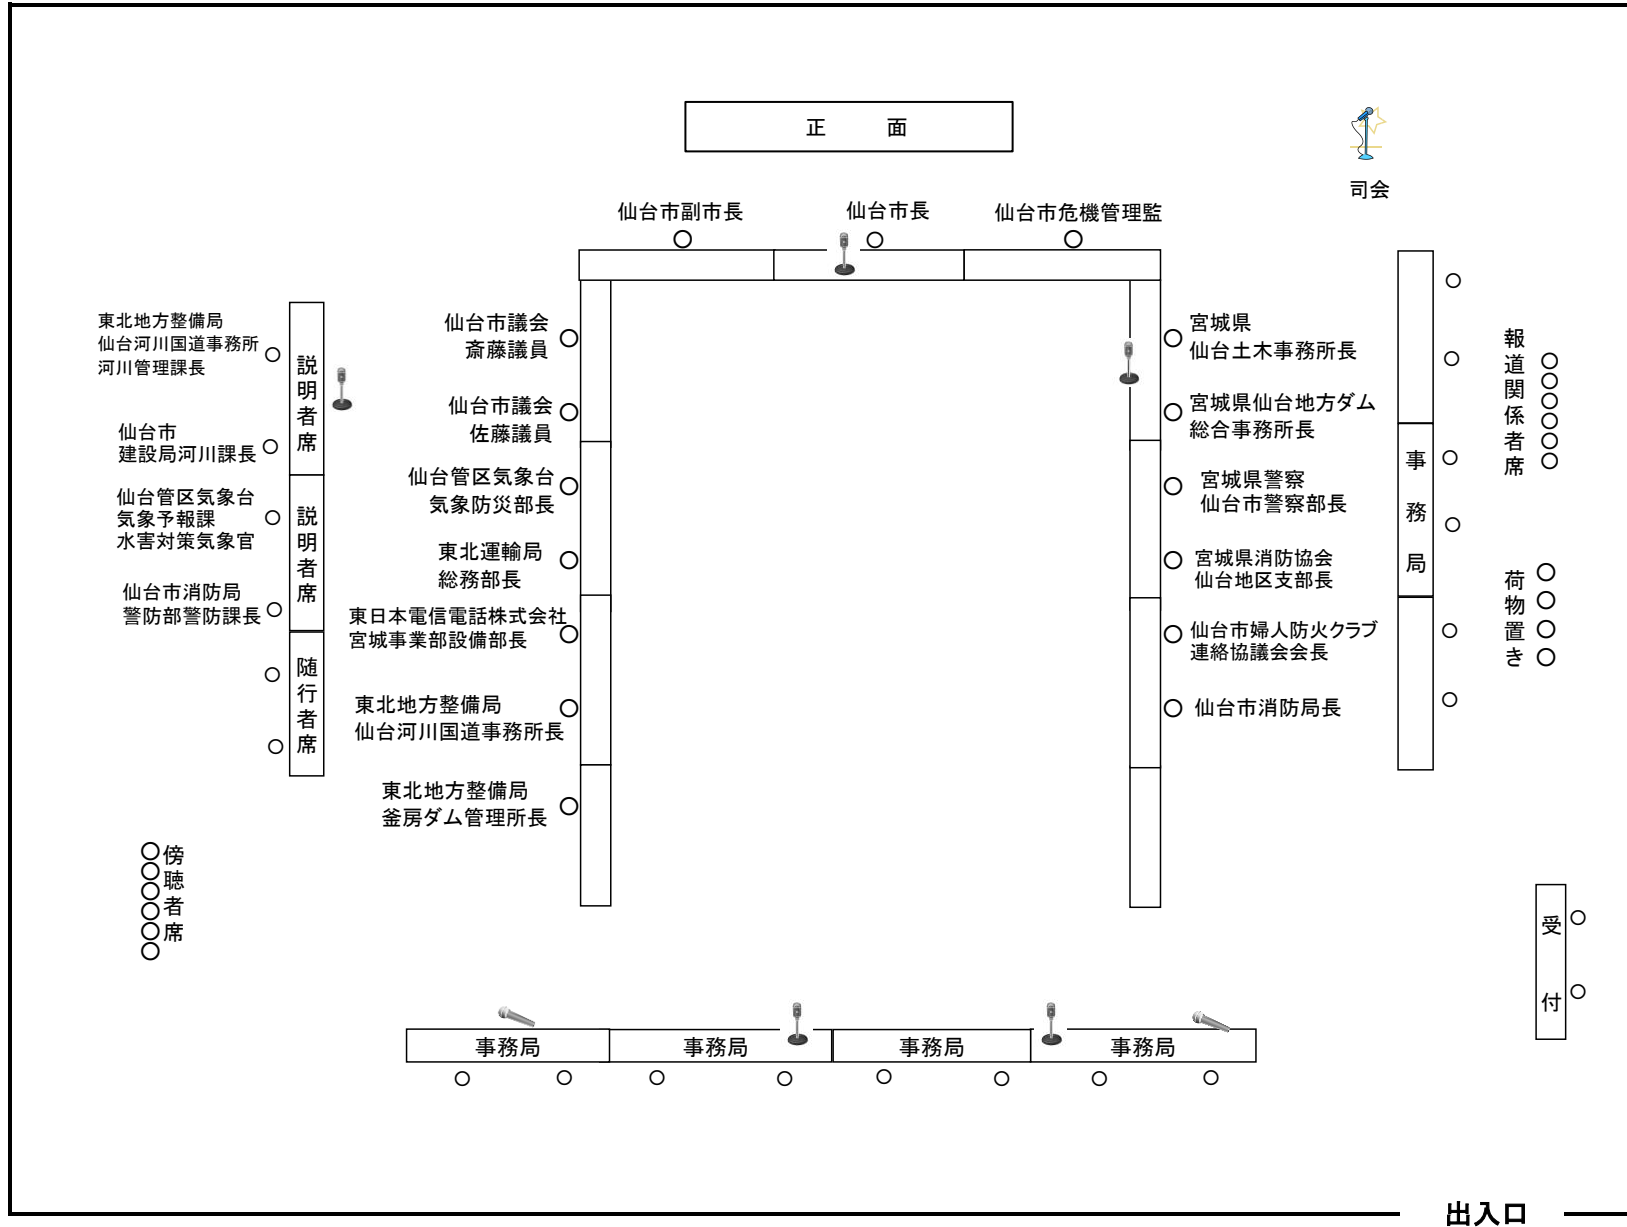 正　面
司会
仙台市副市長
仙台市長
仙台市危機管理監
東北地方整備局
仙台河川国道事務所
河川管理課長
仙台市
建設局河川課長
仙台管区気象台
気象予報課
水害対策気象官
仙台市消防局
警防部警防課長
説明者席
説明者席
随行者席
仙台市議会
斎藤議員
仙台市議会
佐藤議員
仙台管区気象台
気象防災部長
東北運輸局
総務部長
東日本電信電話株式会社
宮城事業部設備部長
東北地方整備局
仙台河川国道事務所長
東北地方整備局
釜房ダム管理所長
宮城県
仙台土木事務所長
宮城県仙台地方ダム
総合事務所長
宮城県警察
仙台市警察部長
宮城県消防協会
仙台地区支部長
仙台市婦人防火クラブ
連絡協議会会長
仙台市消防局長
事務局
報道関係者席
荷物置き
傍聴者席
受付
事務局
事務局
事務局
事務局
出入口